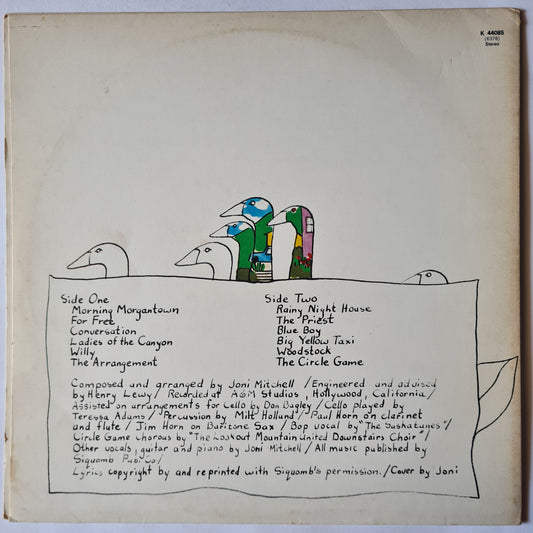 K 44085
(6376)
Stereo
Side One
Morning Morgantown
For Free
Conversation
Ladies of the Canyon
Willy
The Arrangement
Side Two
Rainy Night House
The Priest
Blue Boy
Big Yellow Taxi
Woodstock
The Circle Game
Composed and arranged by Joni Mitchell / Engineered and advised
by Henry Lewy / Recorded at A&M Studios, Hollywood, California /
Assisted on arrangements for Cello by Don Bagley / Cello played by
Teressa Adams / Percussion by Milt Holland / Paul Horn on clarinet
and flute / Jim Horn on Baritone Sax / Bop vocal by "The Saskatunes" /
Circle Game chorous by "The Lookout Mountain United Downstairs Choir" /
Other vocals, guitar and piano by Joni Mitchell / All music published by
Siquomb
Lyrics copyright by and reprinted with Siquomb's permission. / Cover by Joni